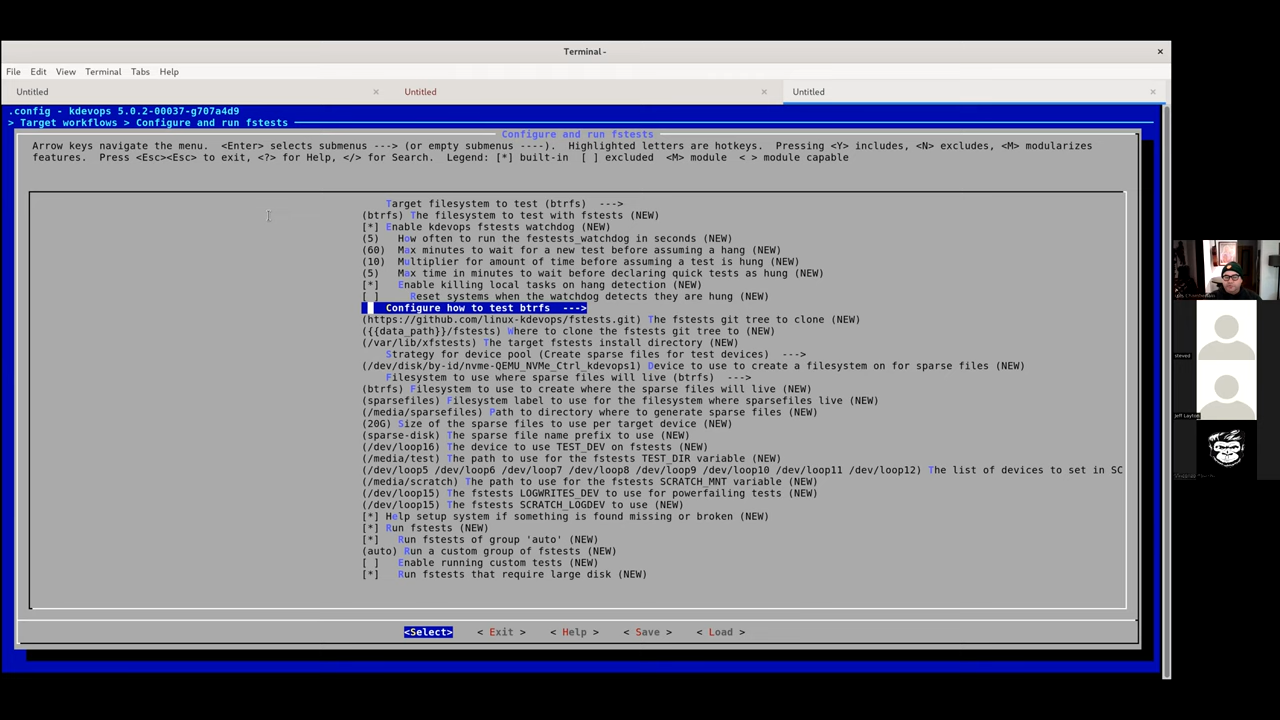 Terminal -
File Edit View Terminal Tabs Help
Untitled
Untitled
Untitled
.config - kdevops 5.0.2-00037-g707a4d9
> Target workflows > Configure and run fstests
Configure and run fstests
Arrow keys navigate the menu. <Enter> selects submenus ---> (or empty submenus ----). Highlighted letters are hotkeys. Pressing <Y> includes, <N> excludes, <M> modularizes
features. Press <Esc><Esc> to exit, <?> for Help, </> for Search. Legend: [*] built-in [ ] excluded <M> module < > module capable
Target filesystem to test (btrfs) --->
(btrfs) The filesystem to test with fstests (NEW)
[*] Enable kdevops fstests watchdog (NEW)
(5) How often to run the festests_watchdog in seconds (NEW)
(60) Max minutes to wait for a new test before assuming a hang (NEW)
(10) Multiplier for amount of time before assuming a test is hung (NEW)
(5) Max time in minutes to wait before declaring quick tests as hung (NEW)
[*] Enable killing local tasks on hang detection (NEW)
[ ] Reset systems when the watchdog detects they are hung (NEW)
Configure how to test btrfs --->
(https://github.com/linux-kdevops/fstests.git) The fstests git tree to clone (NEW)
({{data_path}}/fstests) Where to clone the fstests git tree to (NEW)
(/var/lib/xfstests) The target fstests install directory (NEW)
Strategy for device pool (Create sparse files for test devices) --->
(/dev/disk/by-id/nvme-QEMU_NVMe_Ctrl_kdevops1) Device to use to create a filesystem on for sparse files (NEW)
Filesystem to use where sparse files will live (btrfs) --->
(btrfs) Filesystem to use to create where the sparse files will live (NEW)
(sparsefiles) Filesystem label to use for the filesystem where sparsefiles live (NEW)
(/media/sparsefiles) Path to directory where to generate sparse files (NEW)
(20G) Size of the sparse files to use per target device (NEW)
(sparse-disk) The sparse file name prefix to use (NEW)
(/dev/loop16) The device to use TEST_DEV on fstests (NEW)
(/media/test) The path to use for the fstests TEST_DIR variable (NEW)
(/dev/loop5 /dev/loop6 /dev/loop7 /dev/loop8 /dev/loop9 /dev/loop10 /dev/loop11 /dev/loop12) The list of devices to set in SC
(/media/scratch) The path to use for the fstests SCRATCH_MNT variable (NEW)
(/dev/loop15) The fstests LOGWRITES_DEV to use for powerfailing tests (NEW)
(/dev/loop15) The fstests SCRATCH_LOGDEV to use (NEW)
[*] Help setup system if something is found missing or broken (NEW)
[*] Run fstests (NEW)
[*] Run fstests of group 'auto' (NEW)
(auto) Run a custom group of fstests (NEW)
[ ] Enable running custom tests (NEW)
[*] Run fstests that require large disk (NEW)
<Select> < Exit > < Help > < Save > < Load >
steved
Jeff Layton